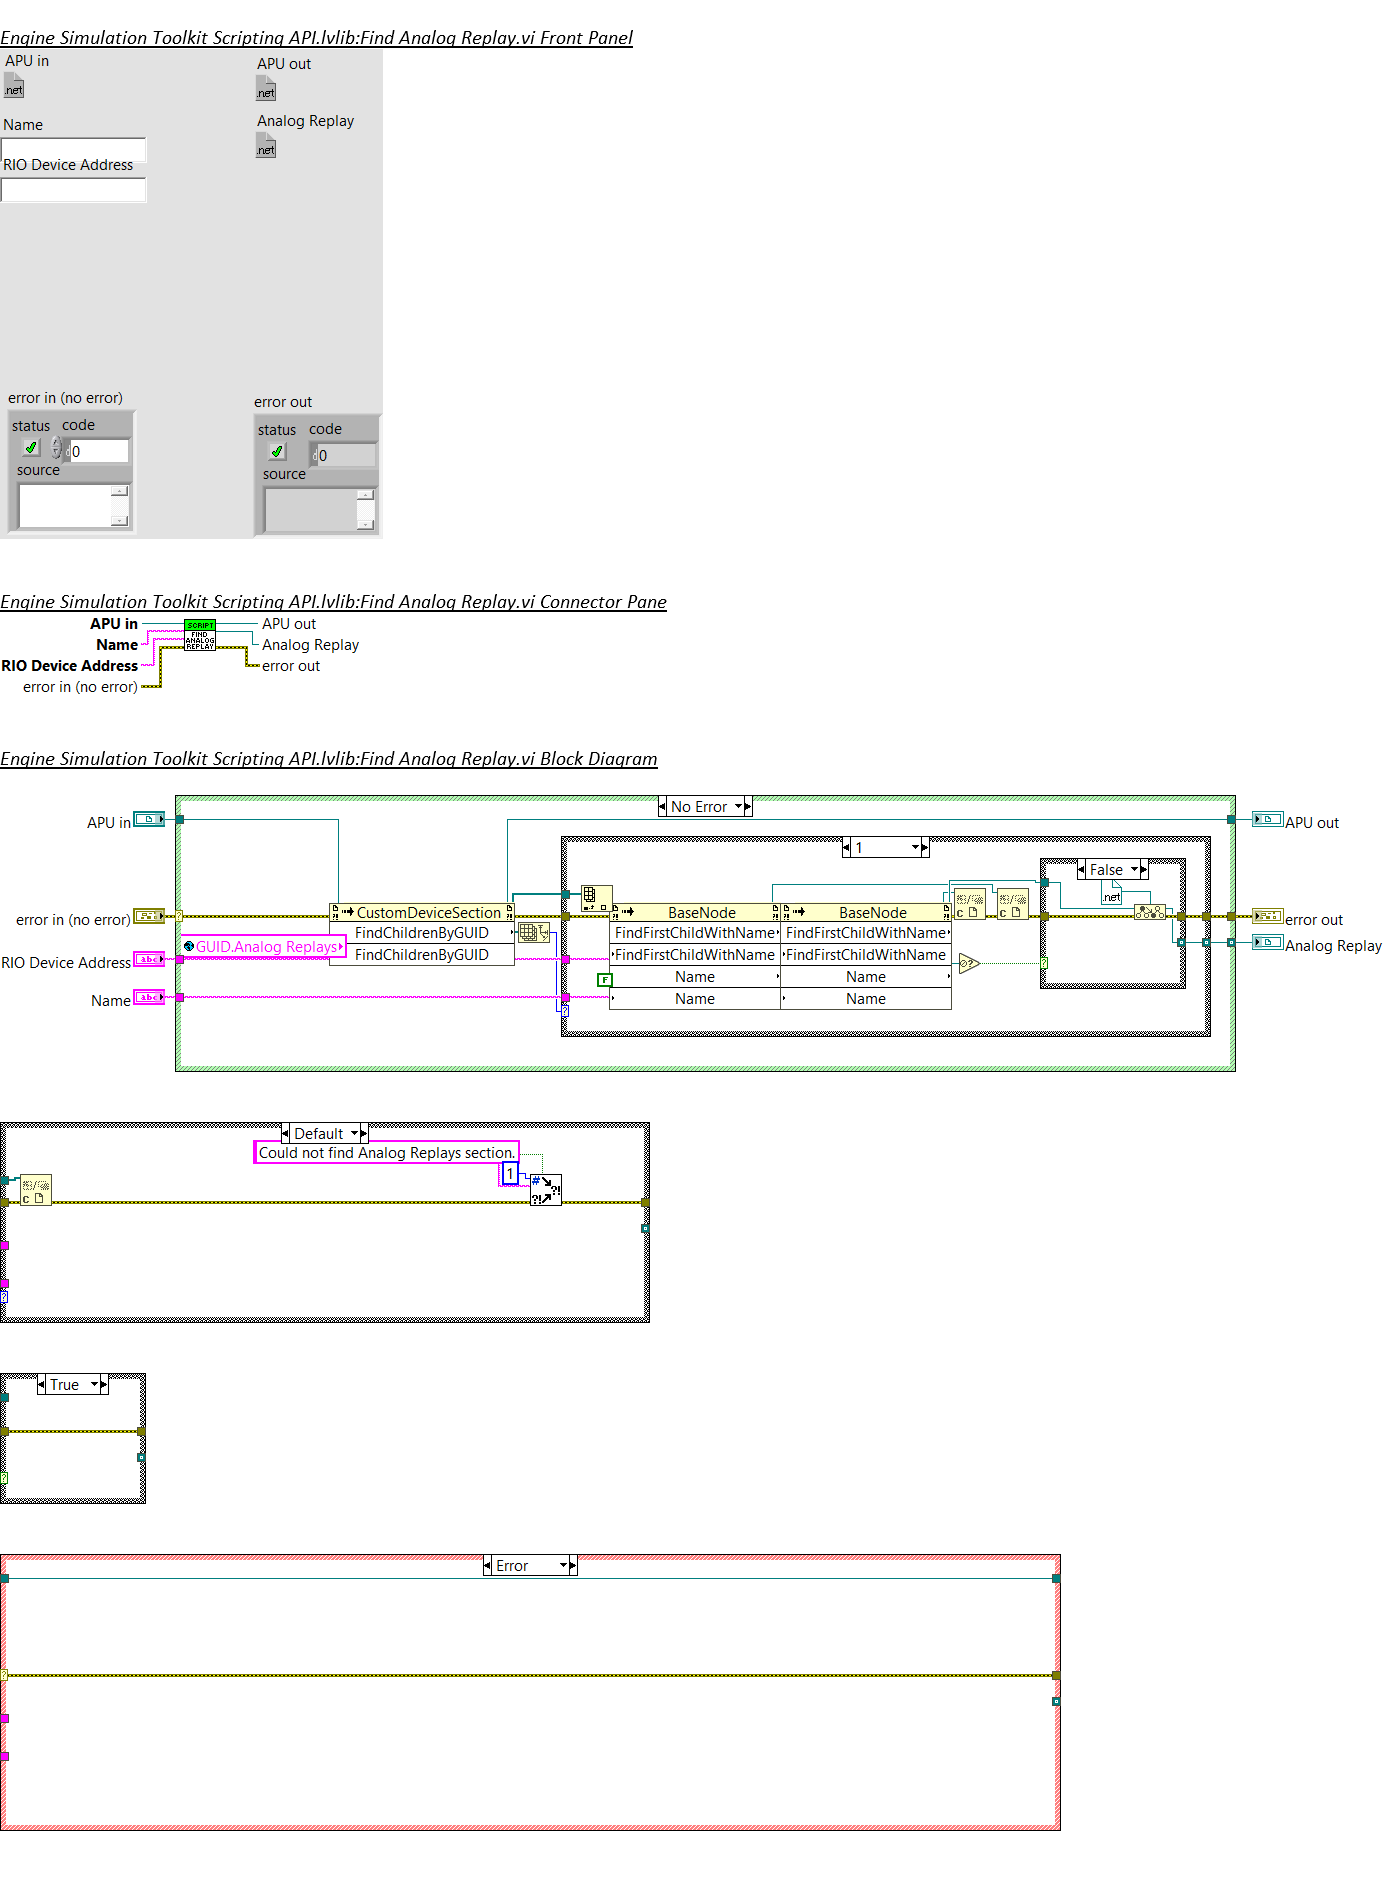 Engine Simulation Toolkit Scripting API.lvlib:Find Analog Replay.vi Front Panel
APU in
APU out
.net
.net
Analog Replay
.net
Name
RIO Device Address
error in (no error)
error out
status code
status code
0
0
source
source
Engine Simulation Toolkit Scripting API.lvlib:Find Analog Replay.vi Connector Pane
APU in
APU out
Name
Analog Replay
RIO Device Address
error out
error in (no error)
SCRIPT
FIND
ANALOG
REPLAY
Engine Simulation Toolkit Scripting API.lvlib:Find Analog Replay.vi Block Diagram
No Error
APU in
APU out
1
False
.net
CustomDeviceSection
BaseNode
BaseNode
error in (no error)
error out
FindChildrenByGUID
FindFirstChildWithName
FindFirstChildWithName
GUID.Analog Replays
Analog Replay
FindChildrenByGUID
FindFirstChildWithName
FindFirstChildWithName
RIO Device Address
abc
F
Name
Name
Name
abc
Name
Name
Default
Could not find Analog Replays section.
1
True
Error